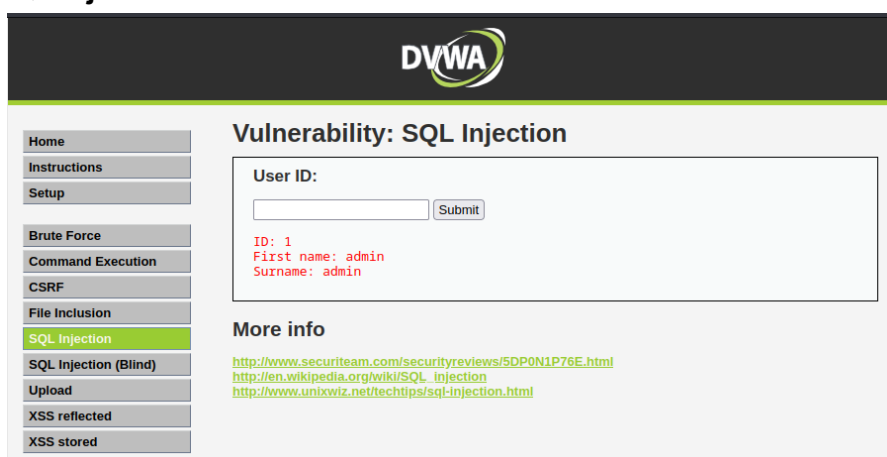 DVWA
Home
Instructions
Setup
Brute Force
Command Execution
CSRF
File Inclusion
SQL Injection
SQL Injection (Blind)
Upload
XSS reflected
XSS stored
Vulnerability: SQL Injection
User ID:
Submit
ID: 1
First name: admin
Surname: admin
More info
http://www.securiteam.com/securityreviews/5DP0N1P76E.html
http://en.wikipedia.org/wiki/SQL_injection
http://www.unixwiz.net/techtips/sql-injection.html